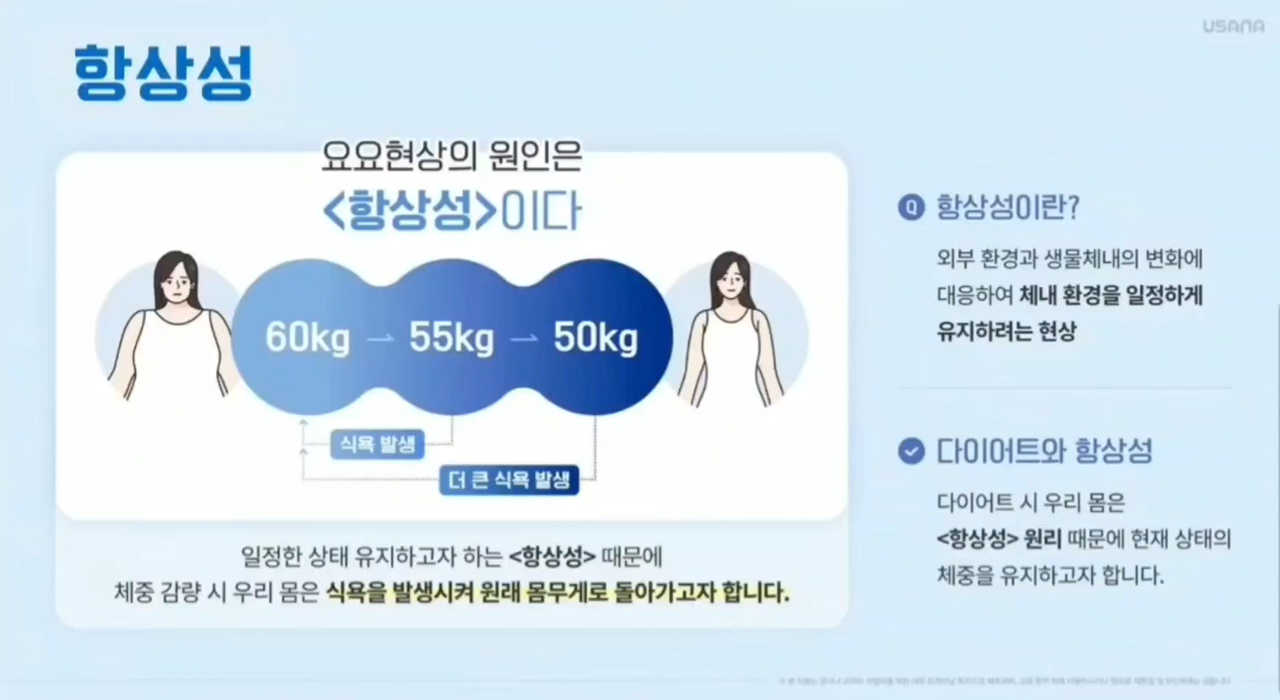 USANA
항상성
요요현상의 원인은
<항상성>이다
60kg → 55kg → 50kg
식욕 발생
더 큰 식욕 발생
일정한 상태 유지하고자 하는 <항상성> 때문에
체중 감량 시 우리 몸은 식욕을 발생시켜 원래 몸무게로 돌아가고자 합니다.
Q 항상성이란?
외부 환경과 생물체내의 변화에
대응하여 체내 환경을 일정하게
유지하려는 현상
다이어트와 항상성
다이어트 시 우리 몸은
<항상성> 원리 때문에 현재 상태의
체중을 유지하고자 합니다.